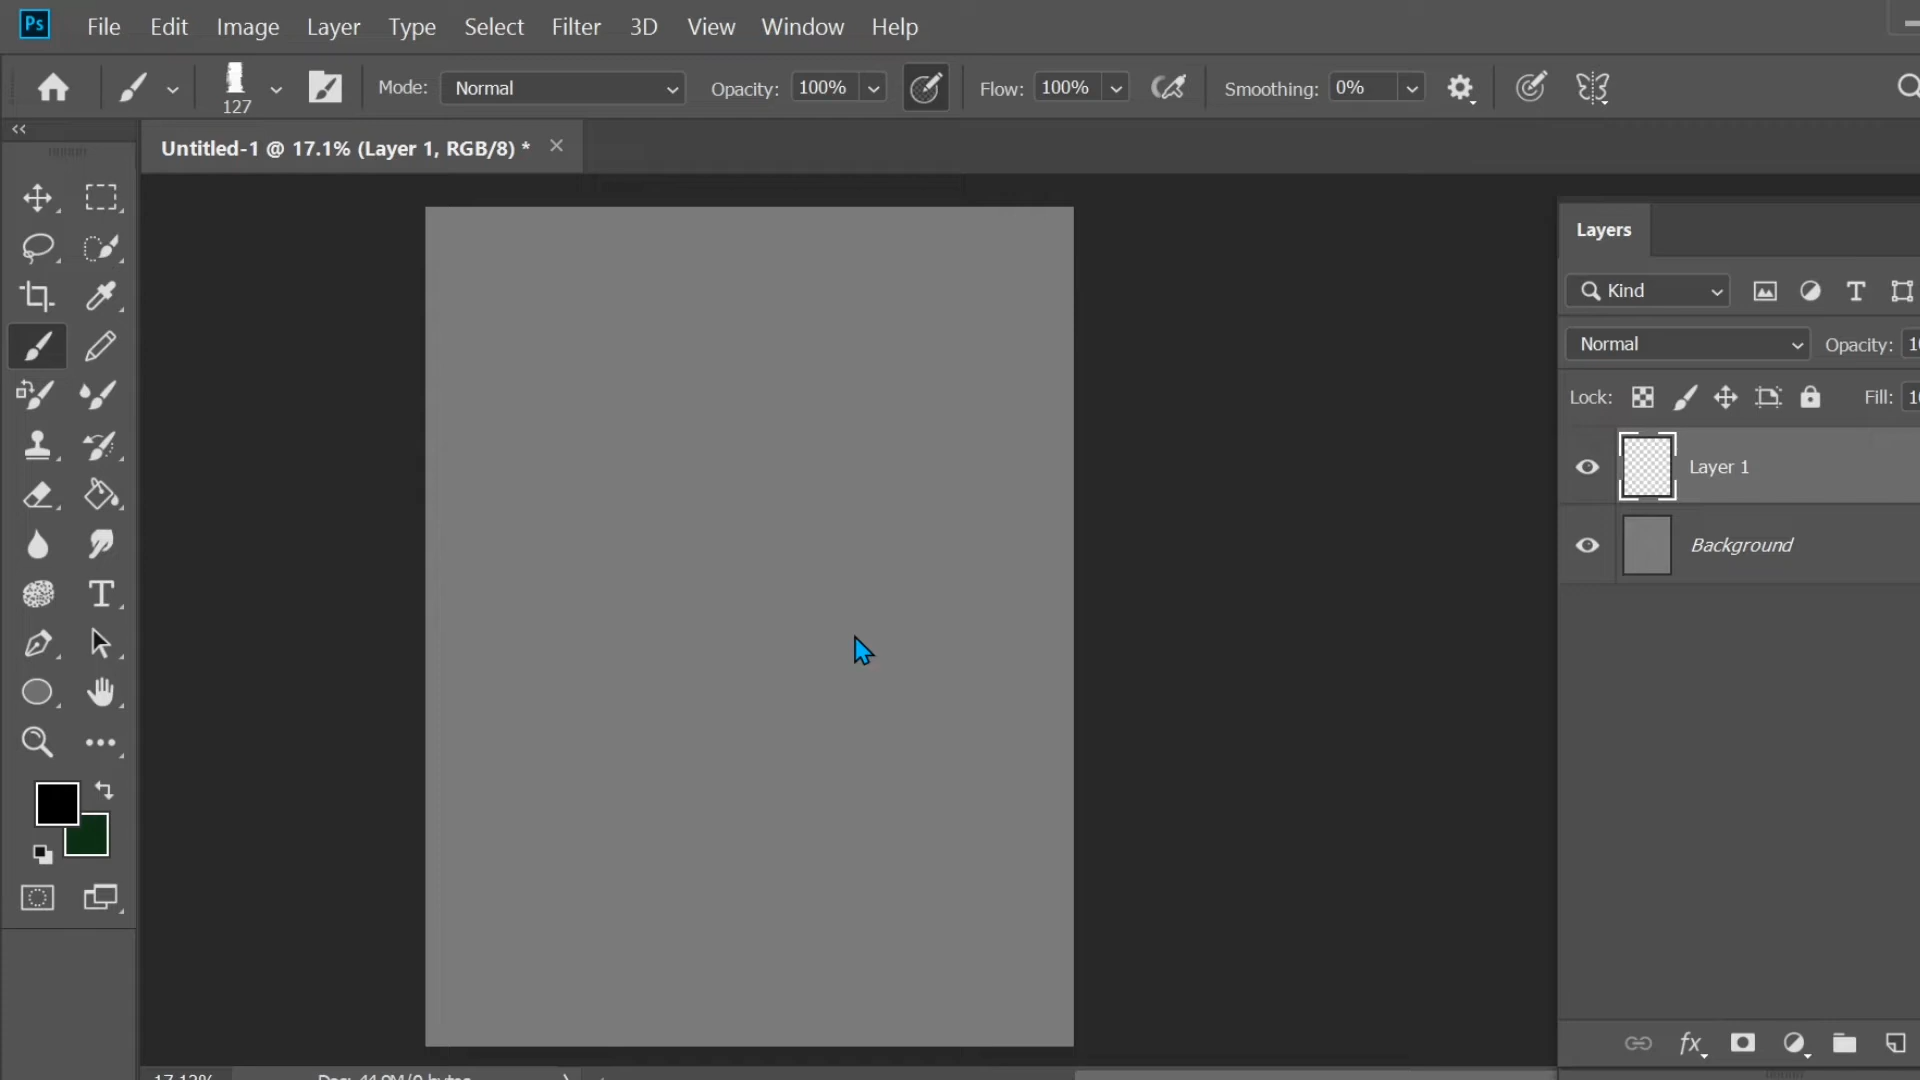 Ps File Edit Image Layer Type Select Filter 3D View Window Help
127 Mode: Normal Opacity: 100% Flow: 100% Smoothing: 0%
Untitled-1 @ 17.1% (Layer 1, RGB/8) *
Layers
Kind
Normal Opacity:
Lock: Fill:
Layer 1
Background
fx